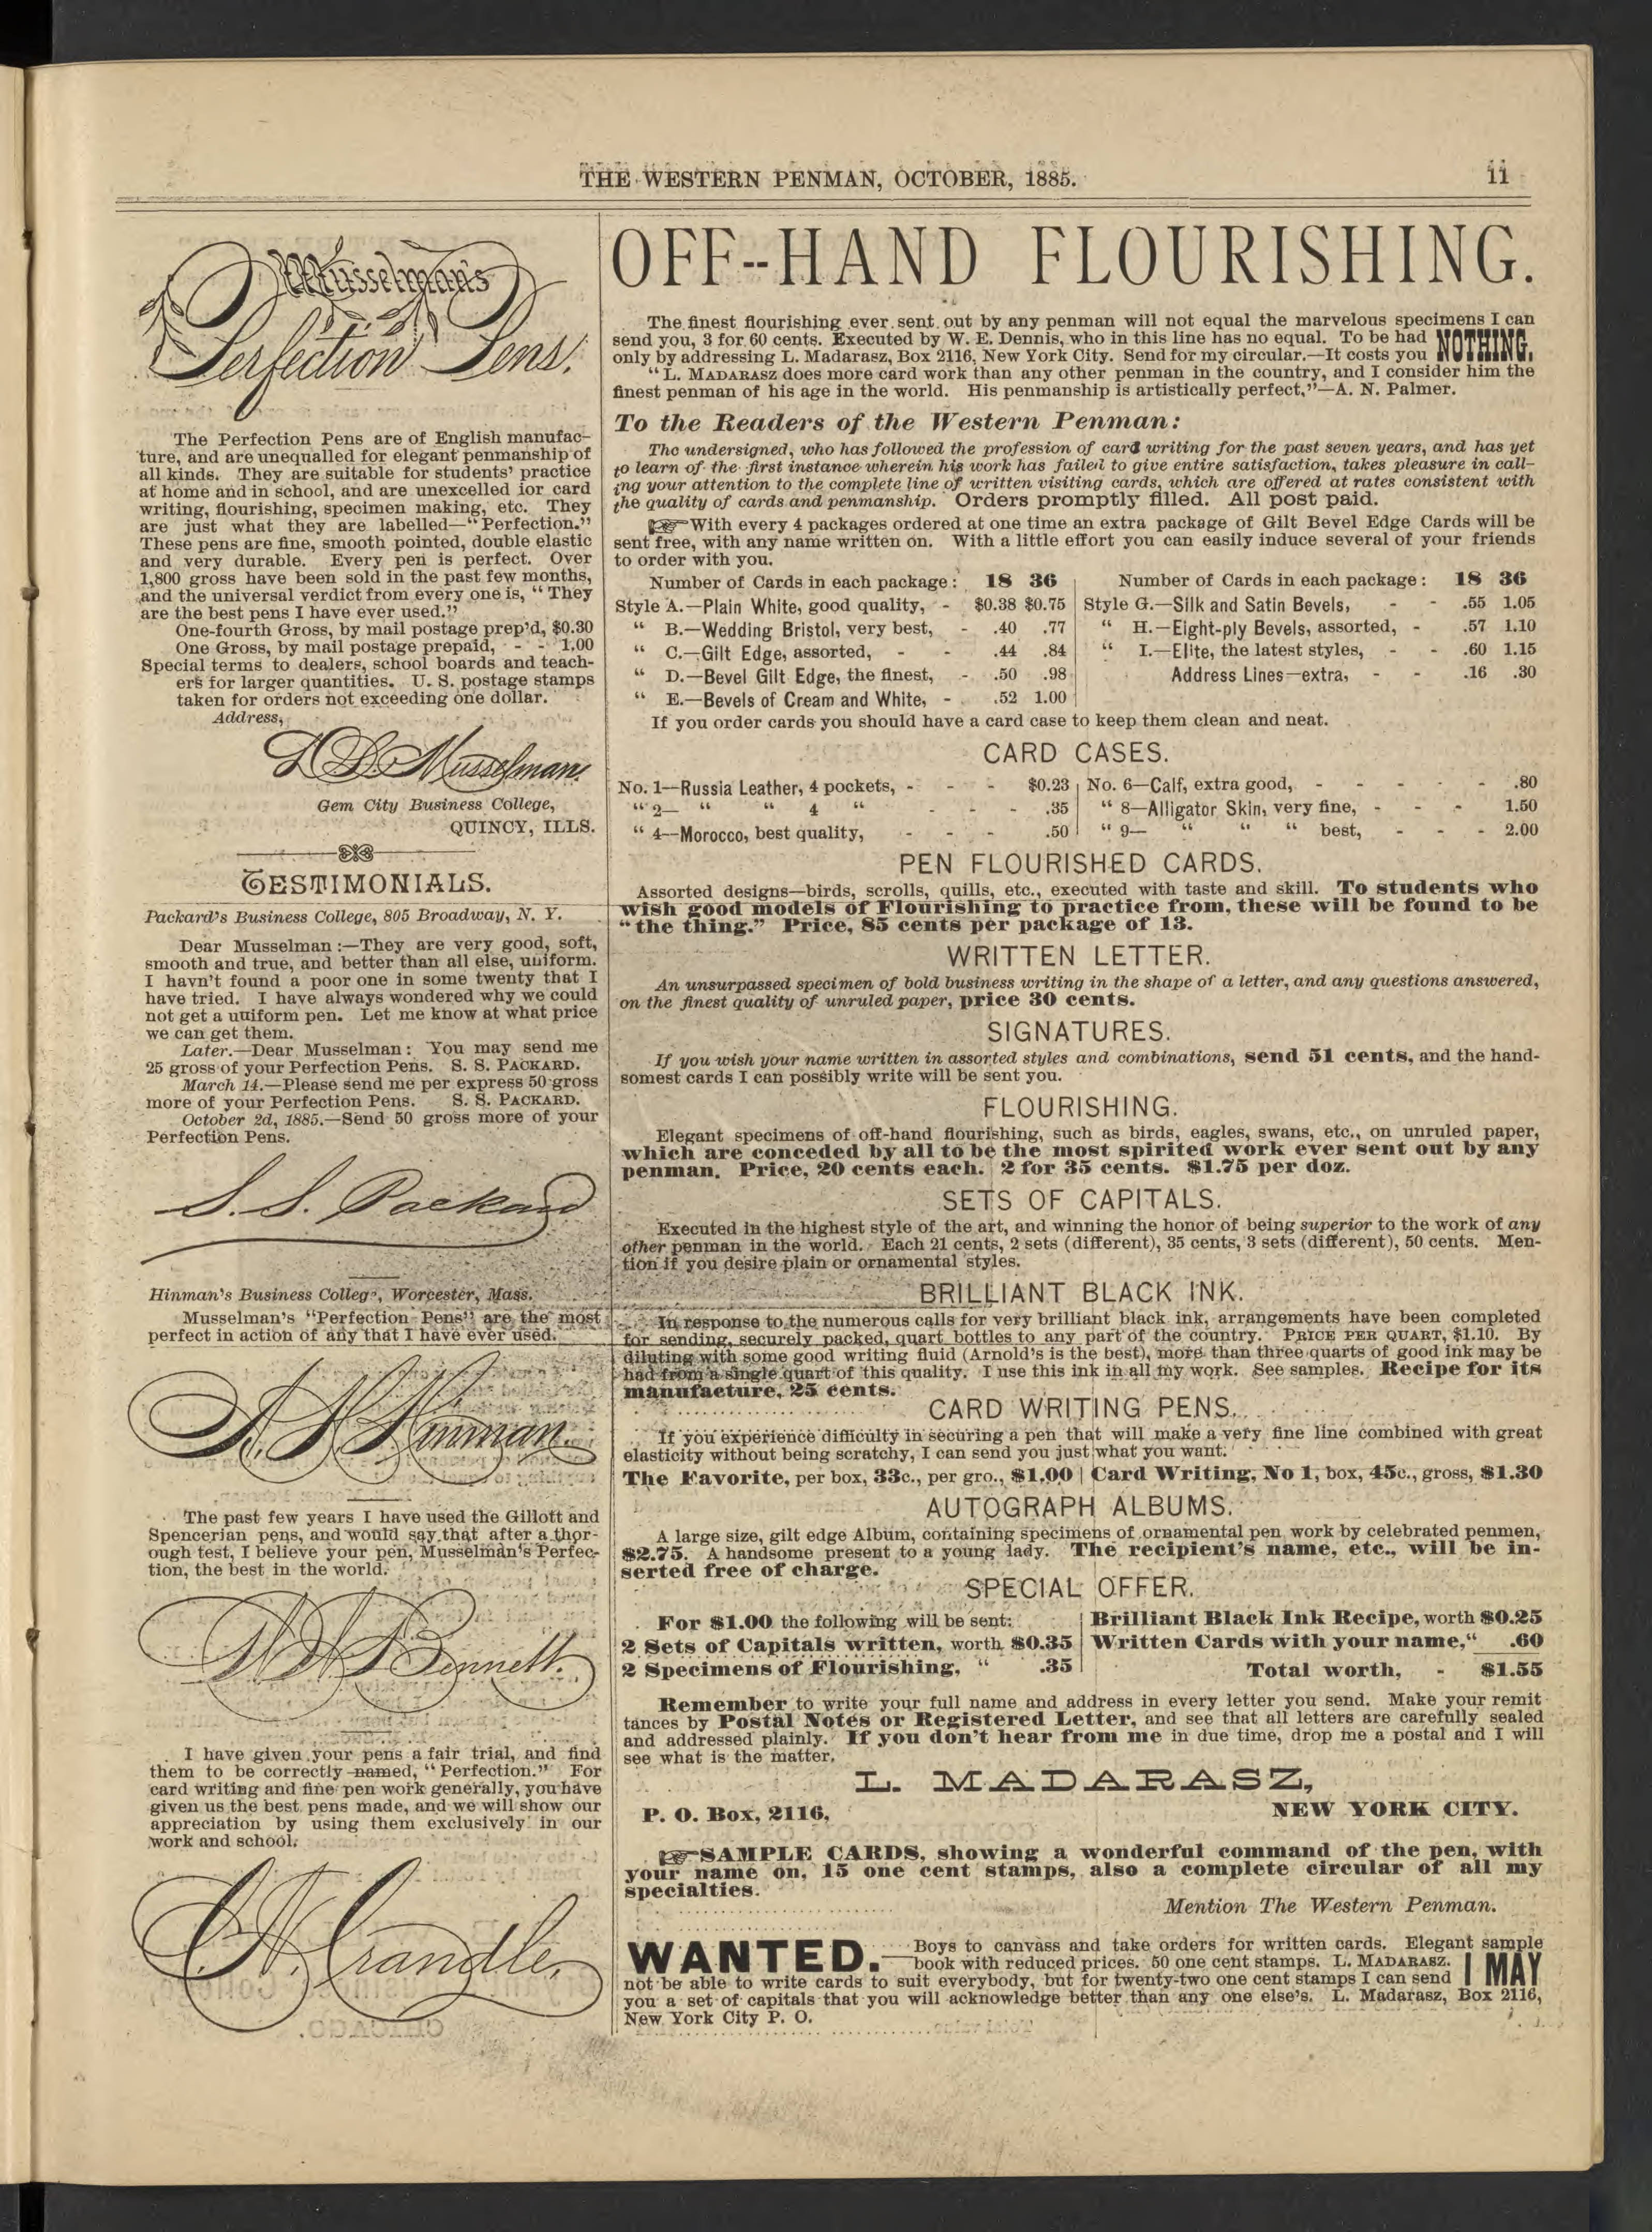 THE WESTERN PENMAN, OCTOBER, 1885.
11
Musselman's
Perfection Pens.
The Perfection Pens are of English manufac-
ture, and are unequalled for elegant penmanship of
all kinds. They are suitable for students' practice
at home and in school, and are unexcelled ior card
writing, flourishing, specimen making, etc. They
are just what they are labelled—"Perfection."
These pens are fine, smooth pointed, double elastic
and very durable. Every pen is perfect. Over
1,800 gross have been sold in the past few months,
and the universal verdict from every one is, "They
are the best pens I have ever used."
One-fourth Gross, by mail postage prep'd, $0.30
One Gross, by mail postage prepaid, - - 1.00
Special terms to dealers, school boards and teach-
ers for larger quantities. U. S. postage stamps
taken for orders not exceeding one dollar.
Address,
D. L. Musselman,
Gem City Business College,
QUINCY, ILLS.
TESTIMONIALS.
Packard's Business College, 805 Broadway, N. Y.
Dear Musselman:—They are very good, soft,
smooth and true, and better than all else, uniform.
I havn't found a poor one in some twenty that I
have tried. I have always wondered why we could
not get a uniform pen. Let me know at what price
we can get them.
Later.—Dear Musselman: You may send me
25 gross of your Perfection Pens. S. S. PACKARD.
March 14.—Please send me per express 50 gross
more of your Perfection Pens. S. S. PACKARD.
October 2d, 1885.—Send 50 gross more of your
Perfection Pens.
S. S. Packard
Hinman's Business College, Worcester, Mass.
Musselman's "Perfection Pens" are the most
perfect in action of any that I have ever used.
A. H. Hinman.
The past few years I have used the Gillott and
Spencerian pens, and would say that after a thor-
ough test, I believe your pen, Musselman's Perfec-
tion, the best in the world.
Bennett.
I have given your pens a fair trial, and find
them to be correctly named, "Perfection." For
card writing and fine pen work generally, you have
given us the best pens made, and we will show our
appreciation by using them exclusively in our
work and school.
C. N. Crandle,
OFF-HAND FLOURISHING.
The finest flourishing ever sent out by any penman will not equal the marvelous specimens I can
send you, 3 for 60 cents. Executed by W. E. Dennis, who in this line has no equal. To be had
only by addressing L. Madarasz, Box 2116, New York City. Send for my circular.—It costs you NOTHING.
"L. MADARASZ does more card work than any other penman in the country, and I consider him the
finest penman of his age in the world. His penmanship is artistically perfect,"—A. N. Palmer.
To the Readers of the Western Penman:
The undersigned, who has followed the profession of card writing for the past seven years, and has yet
to learn of the first instance wherein his work has failed to give entire satisfaction, takes pleasure in call-
ing your attention to the complete line of written visiting cards, which are offered at rates consistent with
the quality of cards and penmanship. Orders promptly filled. All post paid.
☞With every 4 packages ordered at one time an extra package of Gilt Bevel Edge Cards will be
sent free, with any name written on. With a little effort you can easily induce several of your friends
to order with you.
Number of Cards in each package: 18 36
Style A.—Plain White, good quality, - $0.38 $0.75
" B.—Wedding Bristol, very best, - .40 .77
" C.—Gilt Edge, assorted, - - .44 .84
" D.—Bevel Gilt Edge, the finest, - .50 .98
" E.—Bevels of Cream and White, - .52 1.00
Number of Cards in each package: 18 36
Style G.—Silk and Satin Bevels, - - .55 1.05
" H.—Eight-ply Bevels, assorted, - .57 1.10
" I.—Elite, the latest styles, - - .60 1.15
Address Lines—extra, - - .16 .30
If you order cards you should have a card case to keep them clean and neat.
CARD CASES.
No. 1—Russia Leather, 4 pockets, - - - $0.23
" 2— " " 4 " - - - .35
" 4—Morocco, best quality, - - - .50
No. 6—Calf, extra good, - - - - - .80
" 8—Alligator Skin, very fine, - - - 1.50
" 9— " " " best, - - - 2.00
PEN FLOURISHED CARDS.
Assorted designs—birds, scrolls, quills, etc., executed with taste and skill. To students who
wish good models of Flourishing to practice from, these will be found to be
"the thing." Price, 85 cents per package of 13.
WRITTEN LETTER.
An unsurpassed specimen of bold business writing in the shape of a letter, and any questions answered,
on the finest quality of unruled paper, price 30 cents.
SIGNATURES.
If you wish your name written in assorted styles and combinations, send 51 cents, and the hand-
somest cards I can possibly write will be sent you.
FLOURISHING.
Elegant specimens of off-hand flourishing, such as birds, eagles, swans, etc., on unruled paper,
which are conceded by all to be the most spirited work ever sent out by any
penman. Price, 20 cents each. 2 for 35 cents. $1.75 per doz.
SETS OF CAPITALS.
Executed in the highest style of the art, and winning the honor of being superior to the work of any
other penman in the world. Each 21 cents, 2 sets (different), 35 cents, 3 sets (different), 50 cents. Men-
tion if you desire plain or ornamental styles.
BRILLIANT BLACK INK.
In response to the numerous calls for very brilliant black ink, arrangements have been completed
for sending, securely packed, quart bottles to any part of the country. PRICE PER QUART, $1.10. By
diluting with some good writing fluid (Arnold's is the best), more than three quarts of good ink may be
had from a single quart of this quality. I use this ink in all my work. See samples. Recipe for its
manufacture, 25 cents.
CARD WRITING PENS.
If you experience difficulty in securing a pen that will make a very fine line combined with great
elasticity without being scratchy, I can send you just what you want.
The Favorite, per box, 33c., per gro., $1.00 | Card Writing, No 1, box, 45c., gross, $1.30
AUTOGRAPH ALBUMS.
A large size, gilt edge Album, containing specimens of ornamental pen work by celebrated penmen,
$2.75. A handsome present to a young lady. The recipient's name, etc., will be in-
serted free of charge.
SPECIAL OFFER.
For $1.00 the following will be sent:
2 Sets of Capitals written, worth $0.35
2 Specimens of Flourishing, " .35
Brilliant Black Ink Recipe, worth $0.25
Written Cards with your name, " .60
Total worth, - $1.55
Remember to write your full name and address in every letter you send. Make your remit
tances by Postal Notes or Registered Letter, and see that all letters are carefully sealed
and addressed plainly. If you don't hear from me in due time, drop me a postal and I will
see what is the matter.
L. MADARASZ,
P. O. Box, 2116,
NEW YORK CITY.
☞SAMPLE CARDS, showing a wonderful command of the pen, with
your name on, 15 one cent stamps, also a complete circular of all my
specialties.
Mention The Western Penman.
WANTED. Boys to canvass and take orders for written cards. Elegant sample
book with reduced prices. 50 one cent stamps. L. MADARASZ. I MAY
not be able to write cards to suit everybody, but for twenty-two one cent stamps I can send
you a set of capitals that you will acknowledge better than any one else's. L. Madarasz, Box 2116,
New York City P. O.